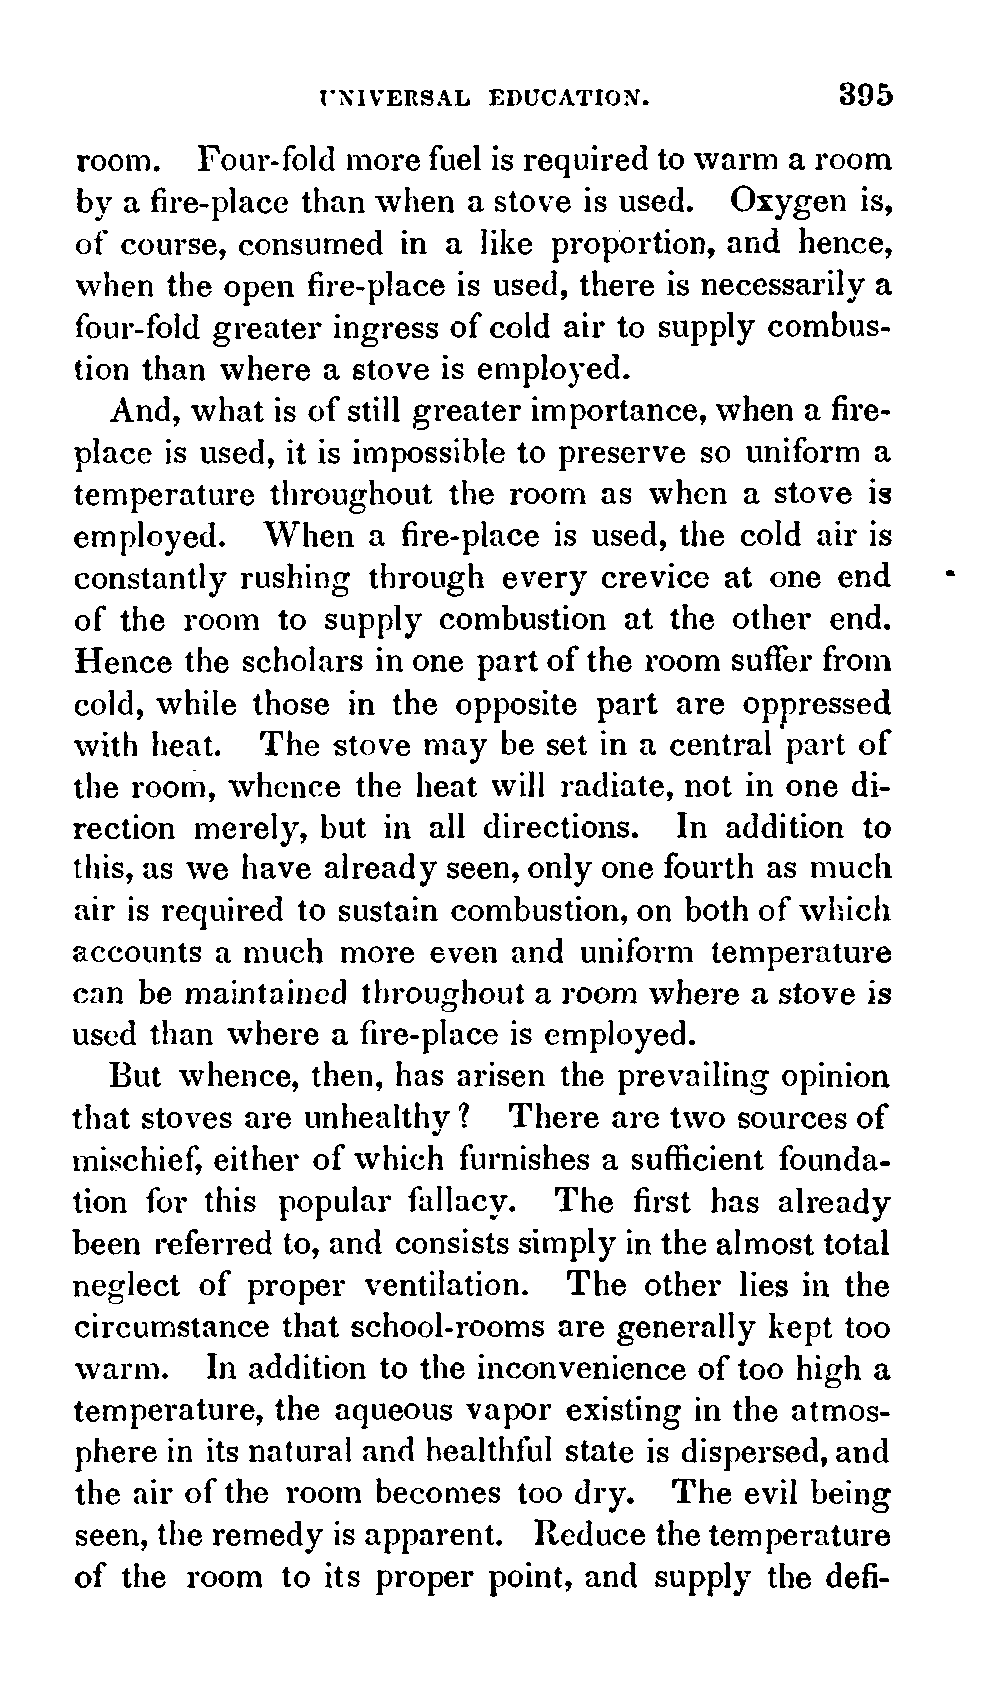 UNIVERSAL EDUCATION. 395
room. Four-fold more fuel is required to warm a room
by a fire-place than when a stove is used. Oxygen is,
of course, consumed in a like proportion, and hence,
when the open fire-place is used, there is necessarily a
four-fold greater ingress of cold air to supply combus-
tion than where a stove is employed.
And, what is of still greater importance, when a fire-
place is used, it is impossible to preserve so uniform a
temperature throughout the room as when a stove is
employed. When a fire-place is used, the cold air is
constantly rushing through every crevice at one end
of the room to supply combustion at the other end.
Hence the scholars in one part of the room suffer from
cold, while those in the opposite part are oppressed
with heat. The stove may be set in a central part of
the room, whence the heat will radiate, not in one di-
rection merely, but in all directions. In addition to
this, as we have already seen, only one fourth as much
air is required to sustain combustion, on both of which
accounts a much more even and uniform temperature
can be maintained throughout a room where a stove is
used than where a fire-place is employed.
But whence, then, has arisen the prevailing opinion
that stoves are unhealthy? There are two sources of
mischief, either of which furnishes a sufficient founda-
tion for this popular fallacy. The first has already
been referred to, and consists simply in the almost total
neglect of proper ventilation. The other lies in the
circumstance that school-rooms are generally kept too
warm. In addition to the inconvenience of too high a
temperature, the aqueous vapor existing in the atmos-
phere in its natural and healthful state is dispersed, and
the air of the room becomes too dry. The evil being
seen, the remedy is apparent. Reduce the temperature
of the room to its proper point, and supply the defi-